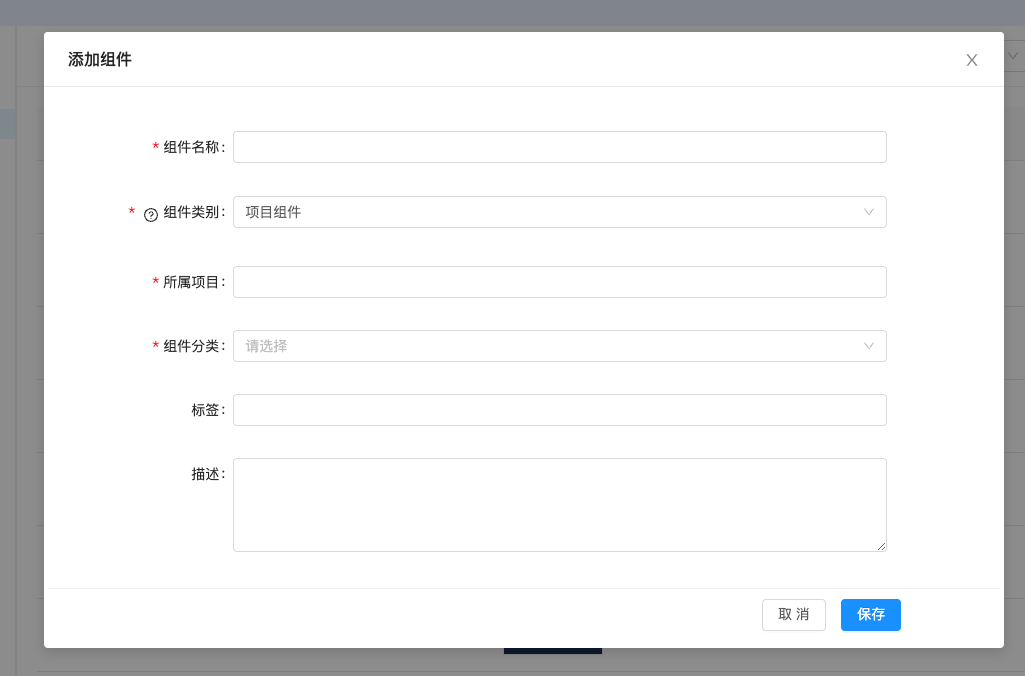 添加组件
* 组件名称:
* ? 组件类别: 项目组件
* 所属项目:
* 组件分类: 请选择
标签:
描述:
取 消 保存